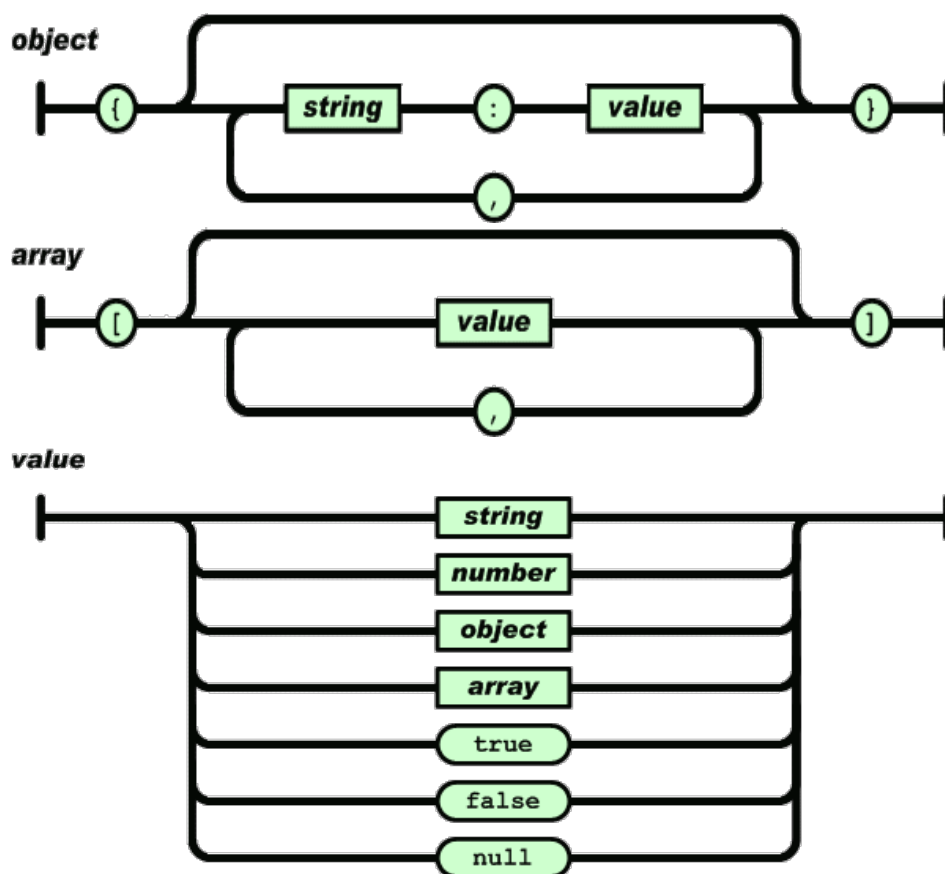 object
{ string : value }
,
array
[ value ]
,
value
string
number
object
array
true
false
null